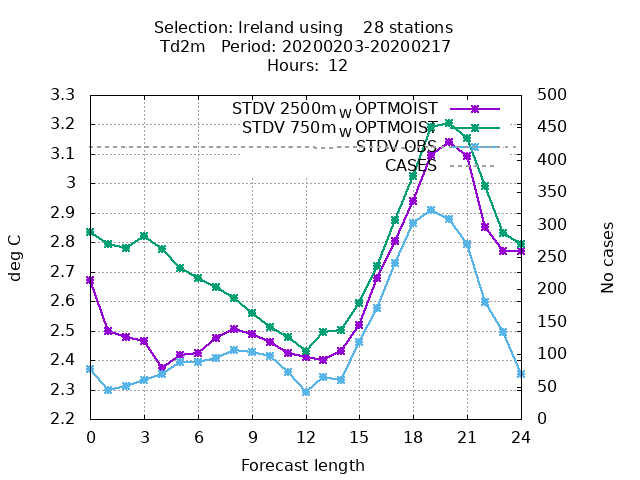 Selection: Ireland using    28 stations
Td2m   Period: 20200203-20200217
Hours: 12
STDV 2500m W OPTMOIST
STDV 750m W OPTMOIST
STDV OBS
CASES
deg C
3.3
3.2
3.1
3
2.9
2.8
2.7
2.6
2.5
2.4
2.3
2.2
No cases
500
450
400
350
300
250
200
150
100
50
0
0 3 6 9 12 15 18 21 24
Forecast length